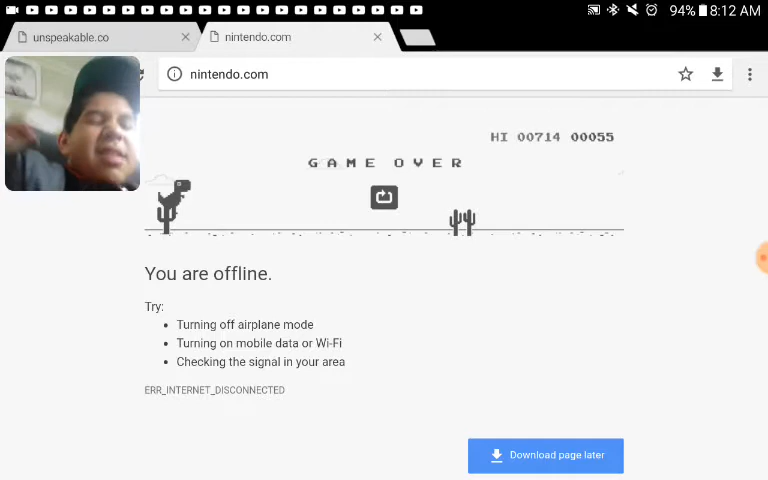 94% 8:12 AM
unspeakable.co
nintendo.com
nintendo.com
HI 00714 00055
GAME OVER
You are offline.
Try:
Turning off airplane mode
Turning on mobile data or Wi-Fi
Checking the signal in your area
ERR_INTERNET_DISCONNECTED
Download page later